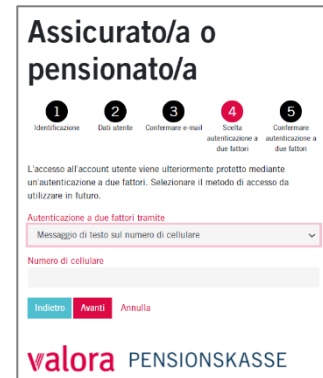 Assicurato/a o
pensionato/a
1 2 3 4 5
Identificazione Dati utente Confermare e-mail Scelta autenticazione a due fattori Confermare autenticazione a due fattori
L'accesso all'account utente viene ulteriormente protetto mediante
un'autenticazione a due fattori. Selezionare il metodo di accesso da
utilizzare in futuro.
Autenticazione a due fattori tramite
Messaggio di testo sul numero di cellulare
Numero di cellulare
Indietro Avanti Annulla
valora PENSIONSKASSE